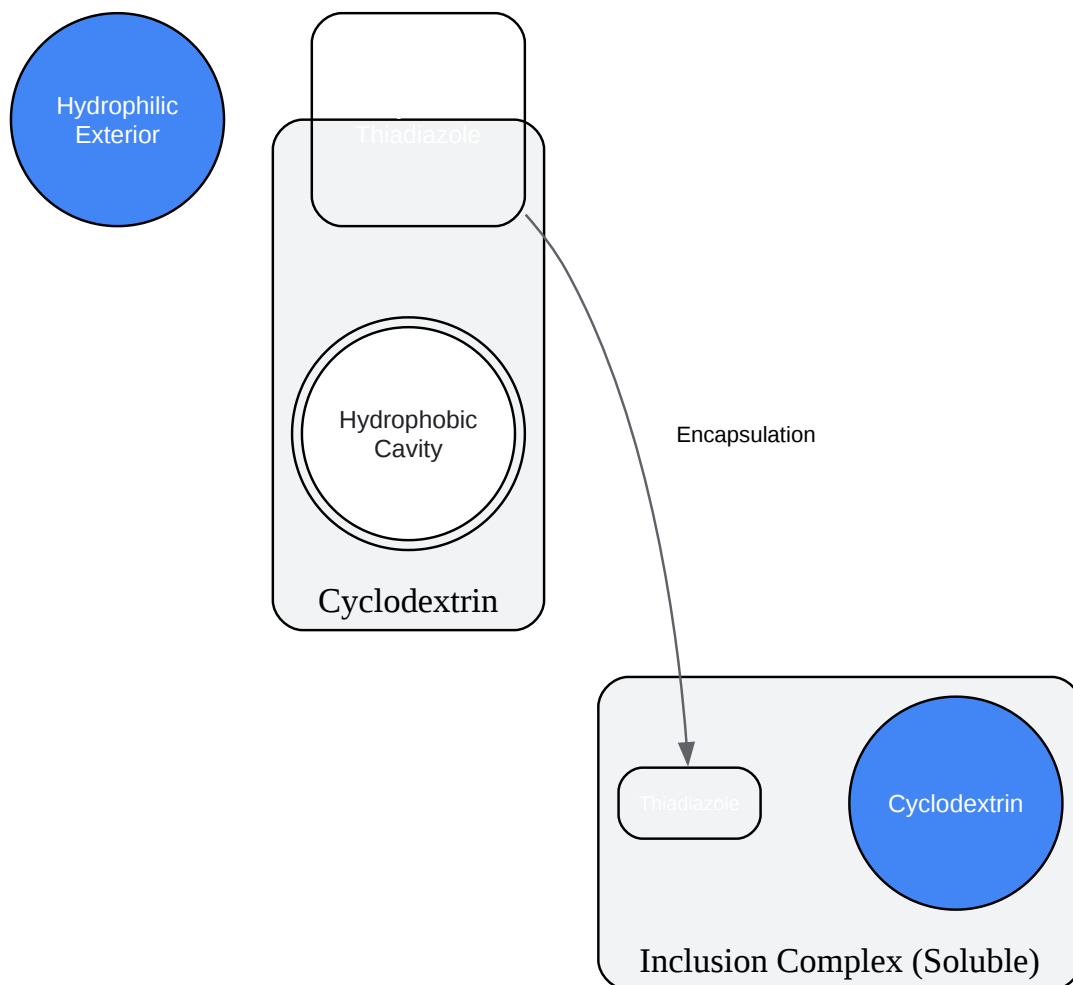 Hydrophilic
Exterior
Thiadiazole
Hydrophobic
Cavity
Cyclodextrin
Encapsulation
Thiadiazole
Cyclodextrin
Inclusion Complex (Soluble)